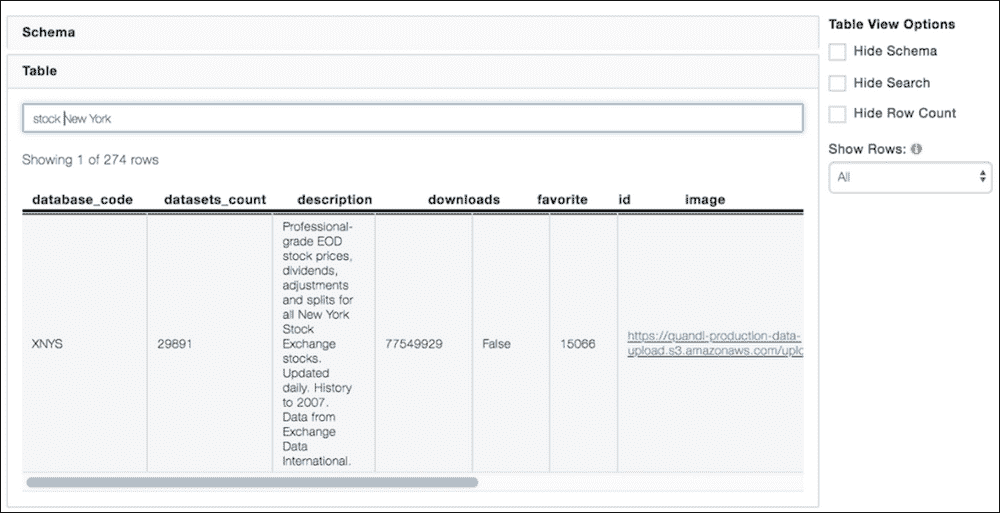 Schema
Table
stock New York
Showing 1 of 274 rows
database_code datasets_count description downloads favorite id image
XNYS
29891
Professional-
grade EOD
stock prices,
dividends,
adjustments
and splits for
all New York
Stock
Exchange
stocks.
Updated
daily. History
to 2007.
Data from
Exchange
Data
International.
77549929
False
15066
https://quandl-production-data-
upload.s3.amazonaws.com/uplo
Table View Options
Hide Schema
Hide Search
Hide Row Count
Show Rows:
All